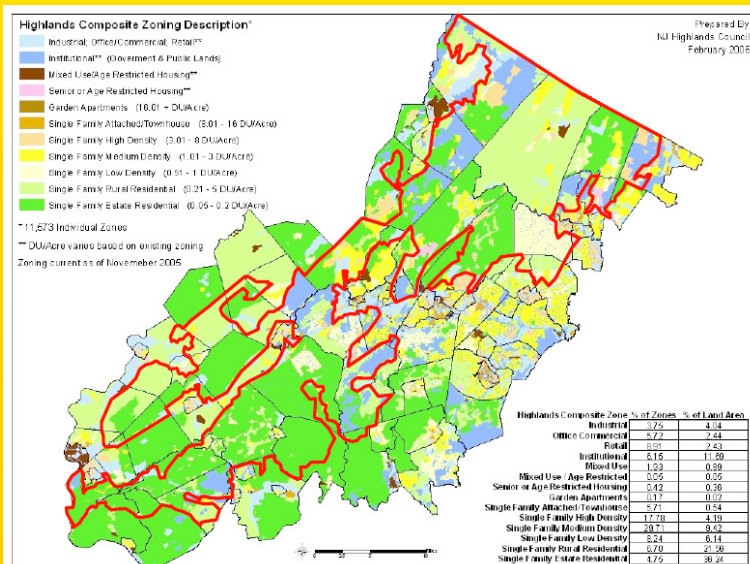 Highlands Composite Zoning Description*
Industrial, Office/Commercial, Retail**
Institutional** (Goverment & Public Lands)
Mixed Use/Age Restricted Housing**
Senior or Age Restricted Housing**
Garden Apartments (16.01 + DU/Acre)
Single Family Attached/Townhouse (8.01 - 16 DU/Acre)
Single Family High Density (3.01 - 8 DU/Acre)
Single Family Medium Density (1.01 - 3 DU/Acre)
Single Family Low Density (0.51 - 1 DU/Acre)
Single Family Rural Residential (0.21 - 5 DU/Acre)
Single Family Estate Residential (0.05 - 0.2 DU/Acre)
*11,573 Individual Zones
** DU/Acre varies based on existing zoning
Zoning current as of Novemeber 2005
Prepared By
NJ Highlands Council
February 2006
Highlands Composite Zone % of Zones % of Land Area
Industrial 3.75 4.04
Office Commercial 5.72 2.44
Retail 8.91 2.43
Institutional 6.15 11.69
Mixed Use 1.93 0.89
Mixed Use / Age Restricted 0.05 0.05
Senior or Age Restricted Housing 0.42 0.36
Garden Apartments 0.17 0.02
Single Family Attached/Townhouse 5.71 0.54
Single Family High Density 17.78 4.19
Single Family Medium Density 29.71 9.42
Single Family Low Density 8.24 6.14
Single Family Rural Residential 6.70 21.56
Single Family Estate Residential 4.75 36.24